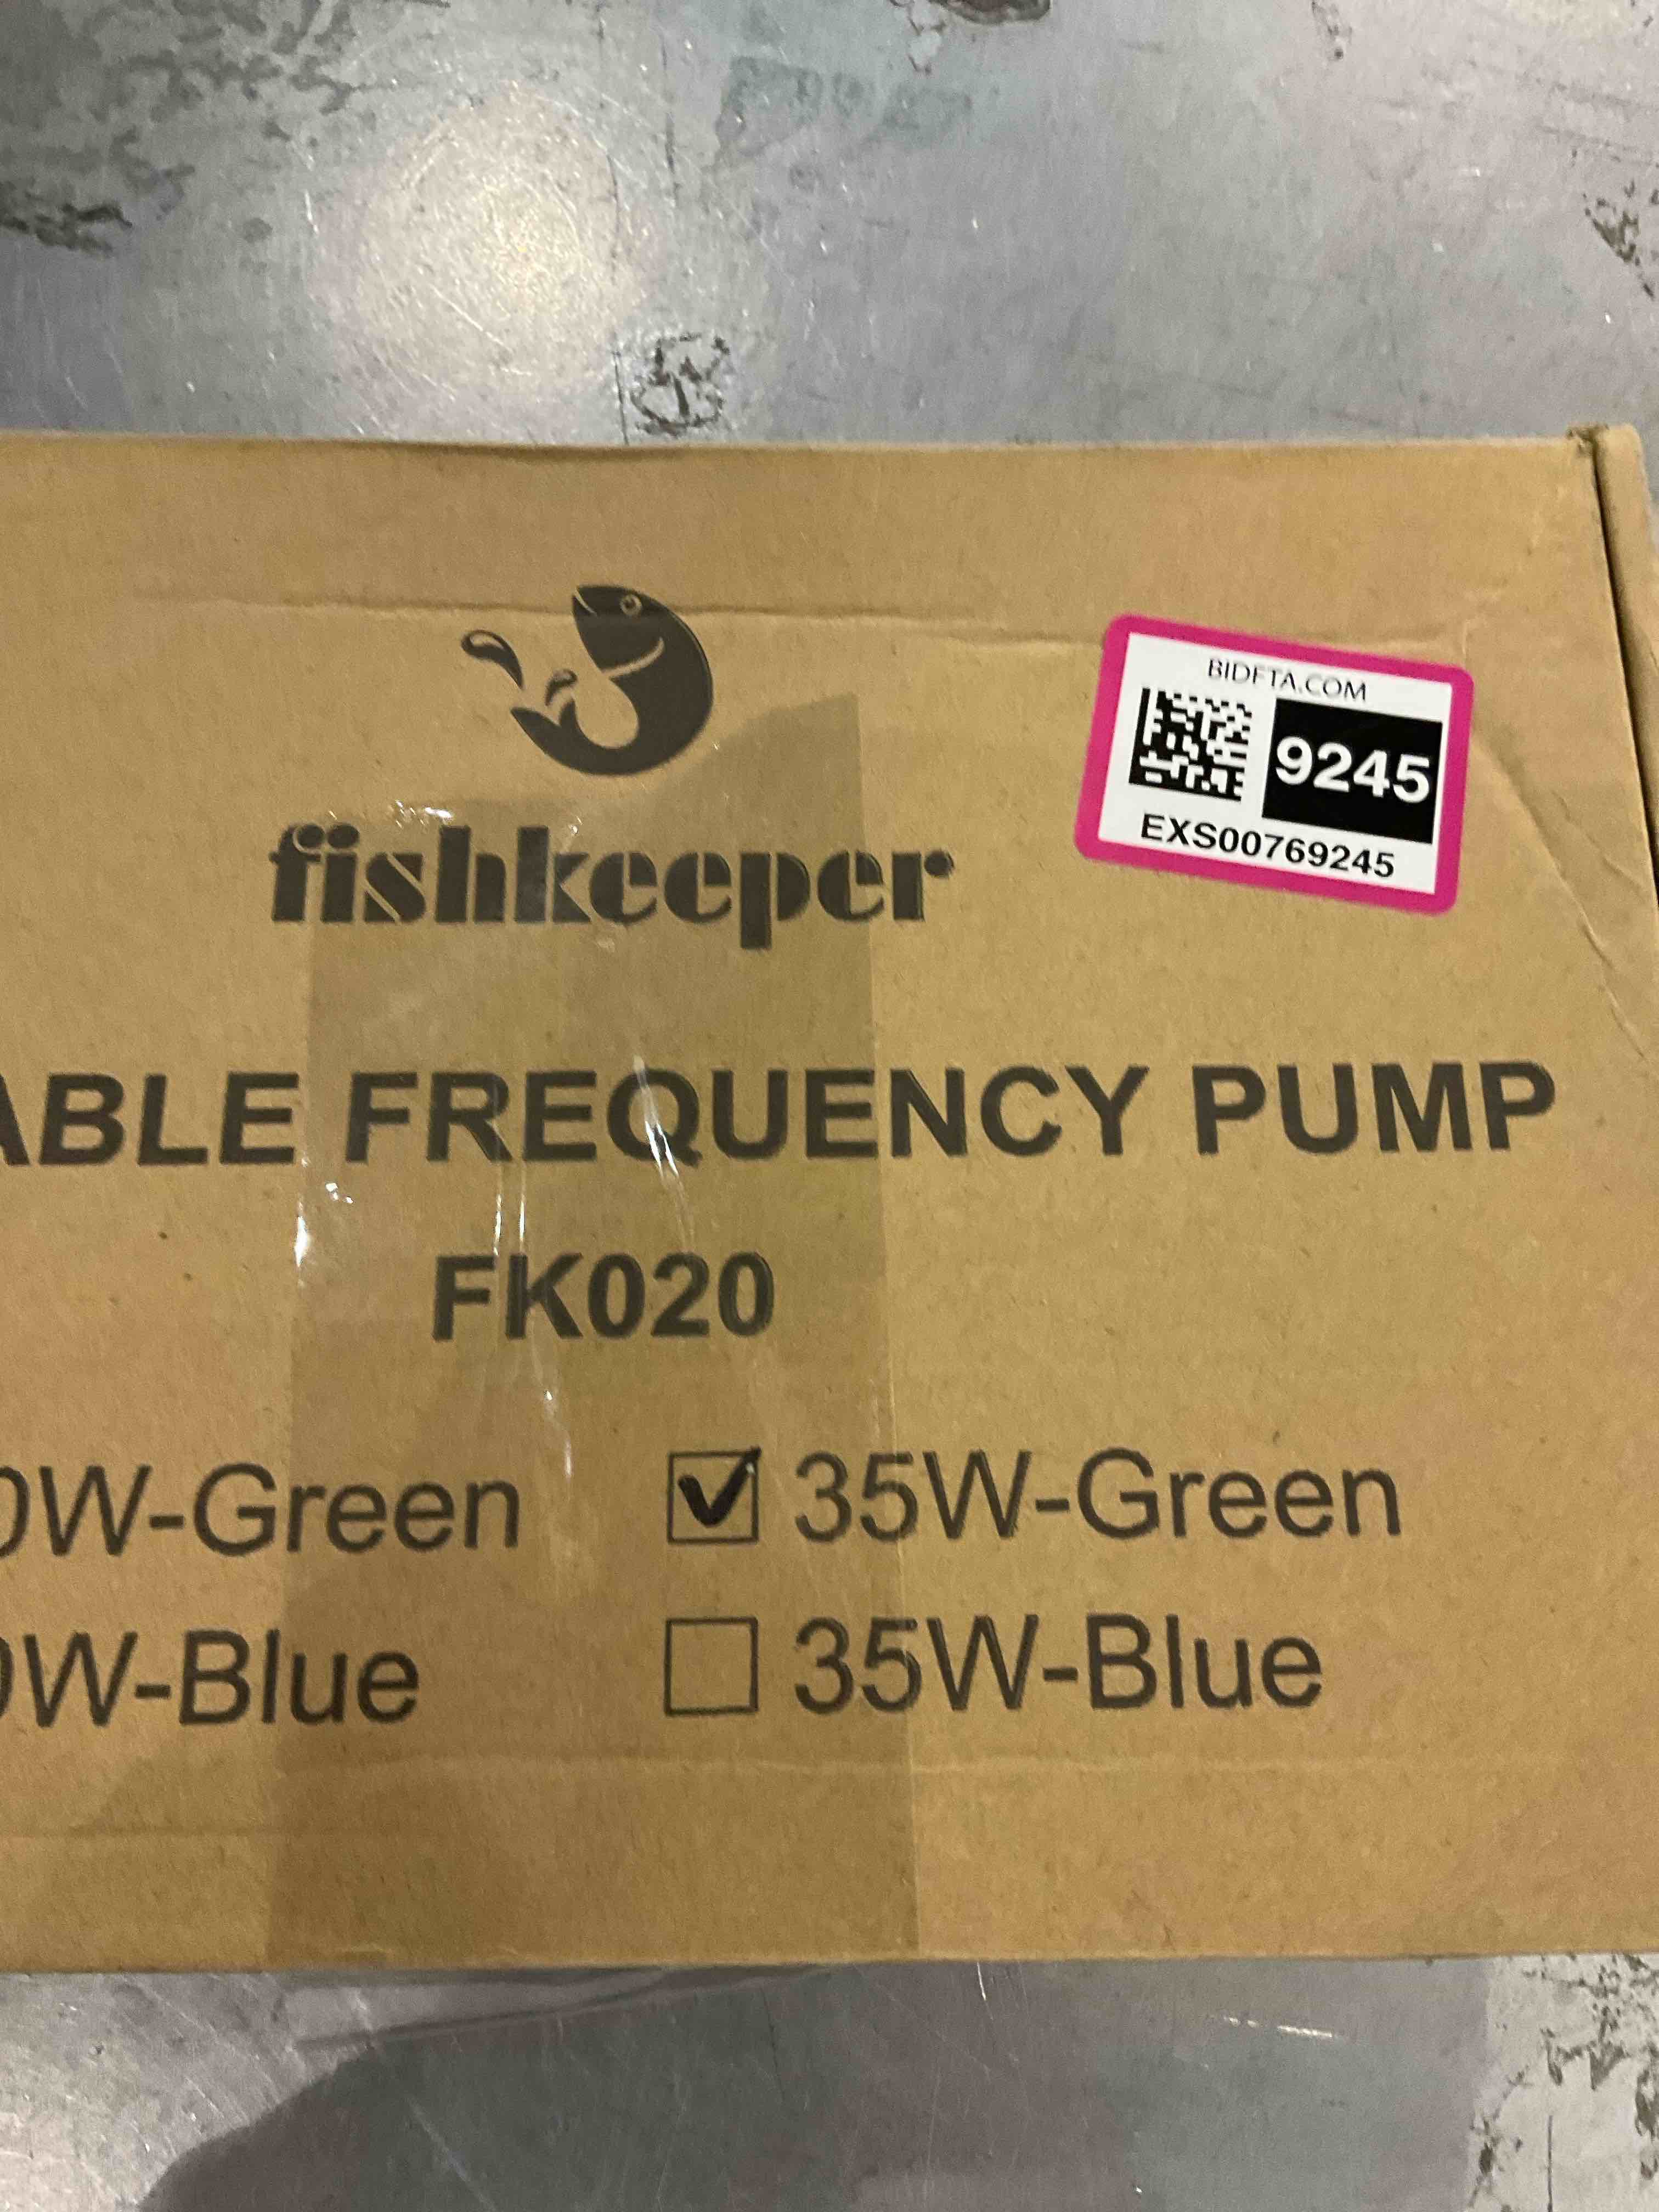 BIDFTA.COM
9245
EXS00769245
fishkeeper
ABLE FREQUENCY PUMP
FK020
0W-Green ✓ 35W-Green
0W-Blue 35W-Blue